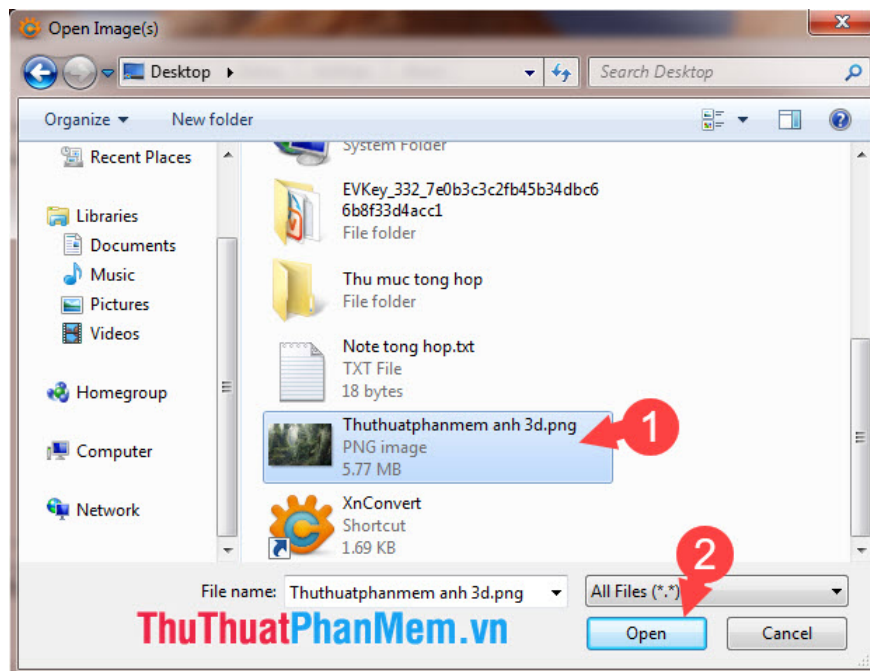 Open Image(s)
Desktop
Search Desktop
Organize
New folder
Recent Places
Libraries
Documents
Music
Pictures
Videos
Homegroup
Computer
Network
System Folder
EVKey_332_7e0b3c3c2fb45b34dbc6
6b8f33d4acc1
File folder
Thu muc tong hop
File folder
Note tong hop.txt
TXT File
18 bytes
Thuthuatphanmem anh 3d.png
PNG image
5.77 MB
1
XnConvert
Shortcut
1.69 KB
2
File name: Thuthuatphanmem anh 3d.png
All Files (*.*)
ThuThuatPhanMem.vn
Open
Cancel